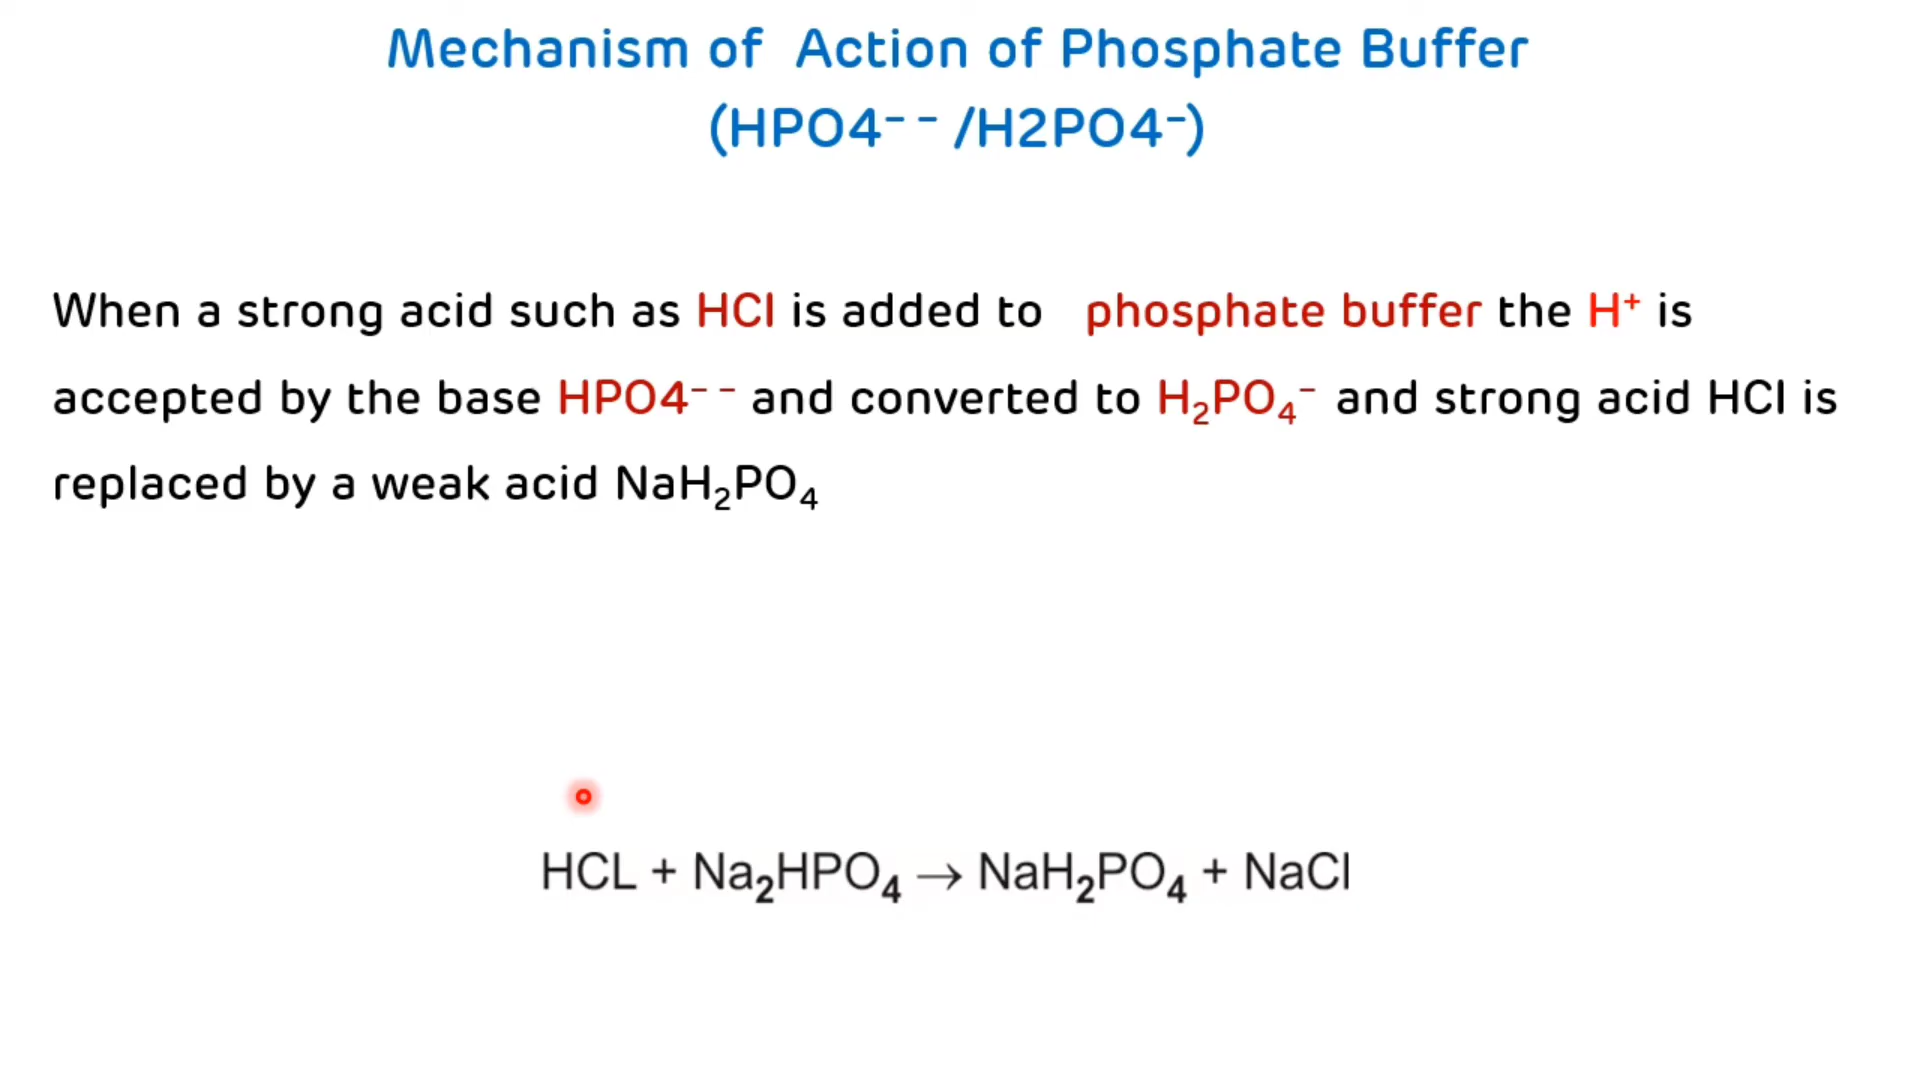 Mechanism of Action of Phosphate Buffer
(HPO4⁻ ⁻ /H2PO4⁻)
When a strong acid such as HCl is added to phosphate buffer the H⁺ is
accepted by the base HPO4⁻ ⁻ and converted to H₂PO₄⁻ and strong acid HCl is
replaced by a weak acid NaH₂PO₄
HCL + Na₂HPO₄ → NaH₂PO₄ + NaCl